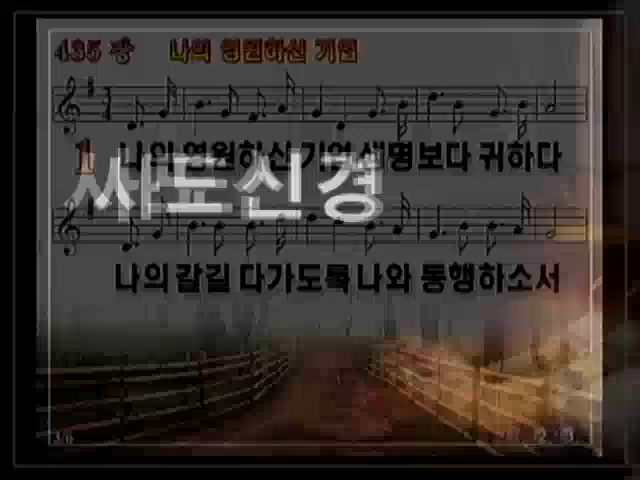 435 장 나의 영원하신 기업
1 나의 영원하신 기업 생명보다 귀하다
사도신경
나의 갈길 다가도록 나와 동행하소서